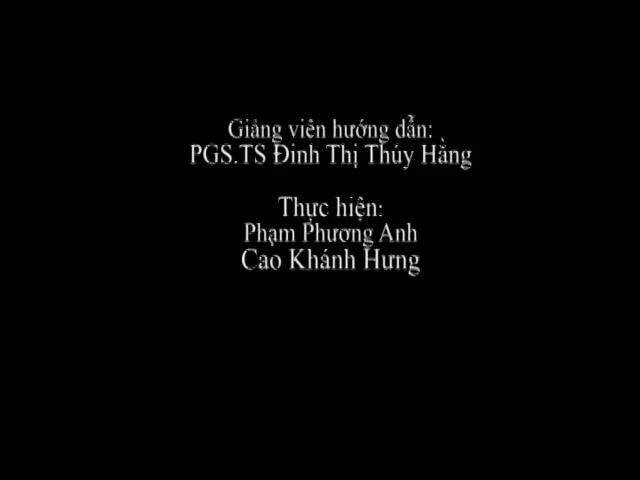 Giảng viên hướng dẫn:
PGS.TS Đinh Thị Thúy Hằng
Thực hiện:
Phạm Phương Anh
Cao Khánh Hưng